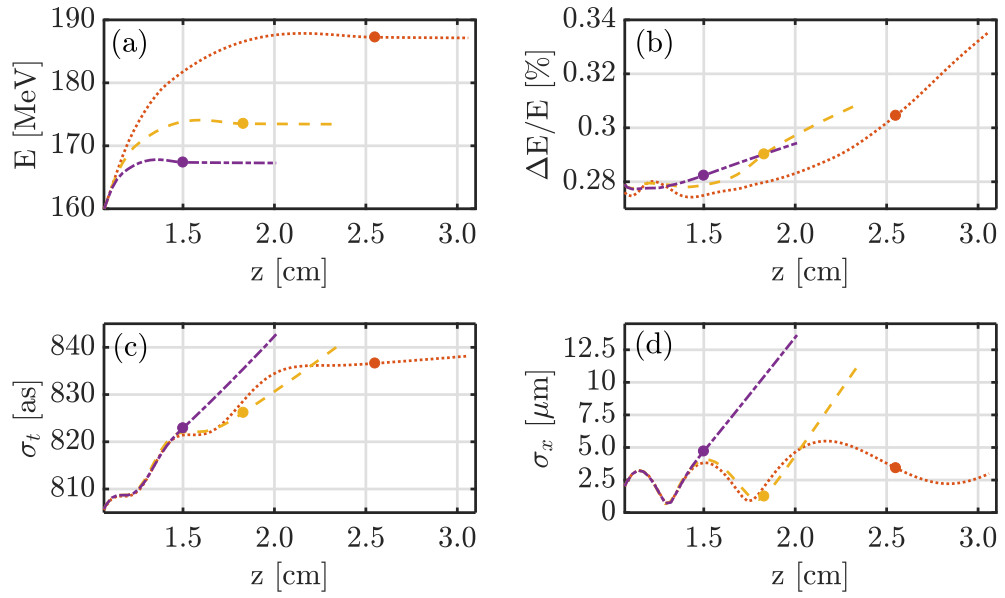 (a)
E [MeV]
190
180
170
160
1.5 2.0 2.5 3.0
z [cm]
(b)
ΔE/E [%]
0.34
0.32
0.3
0.28
1.5 2.0 2.5 3.0
z [cm]
(c)
σt [as]
840
830
820
810
1.5 2.0 2.5 3.0
z [cm]
(d)
σx [μm]
12.5
10
7.5
5.0
2.5
0
1.5 2.0 2.5 3.0
z [cm]